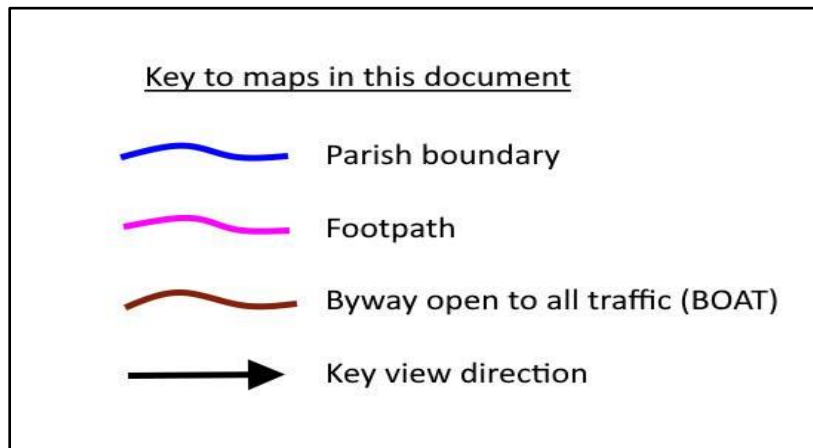 Key to maps in this document
Parish boundary
Footpath
Byway open to all traffic (BOAT)
Key view direction